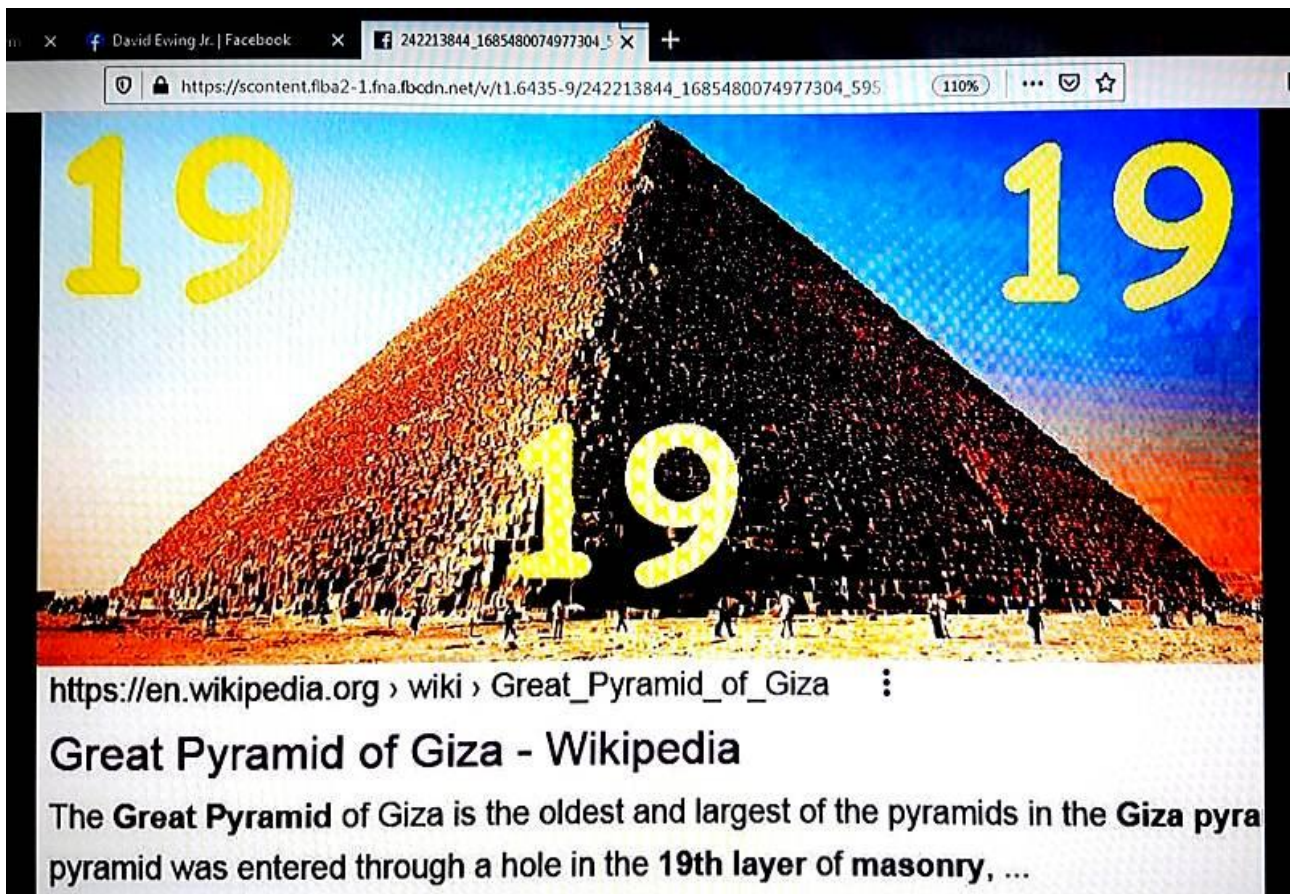 David Ewing Jr. | Facebook
242213844_1685480074977304_5
https://scontent.flba2-1.fna.fbcdn.net/v/t1.6435-9/242213844_1685480074977304_595
110%
19
19
19
https://en.wikipedia.org › wiki › Great_Pyramid_of_Giza
Great Pyramid of Giza - Wikipedia
The Great Pyramid of Giza is the oldest and largest of the pyramids in the Giza pyra
pyramid was entered through a hole in the 19th layer of masonry, ...